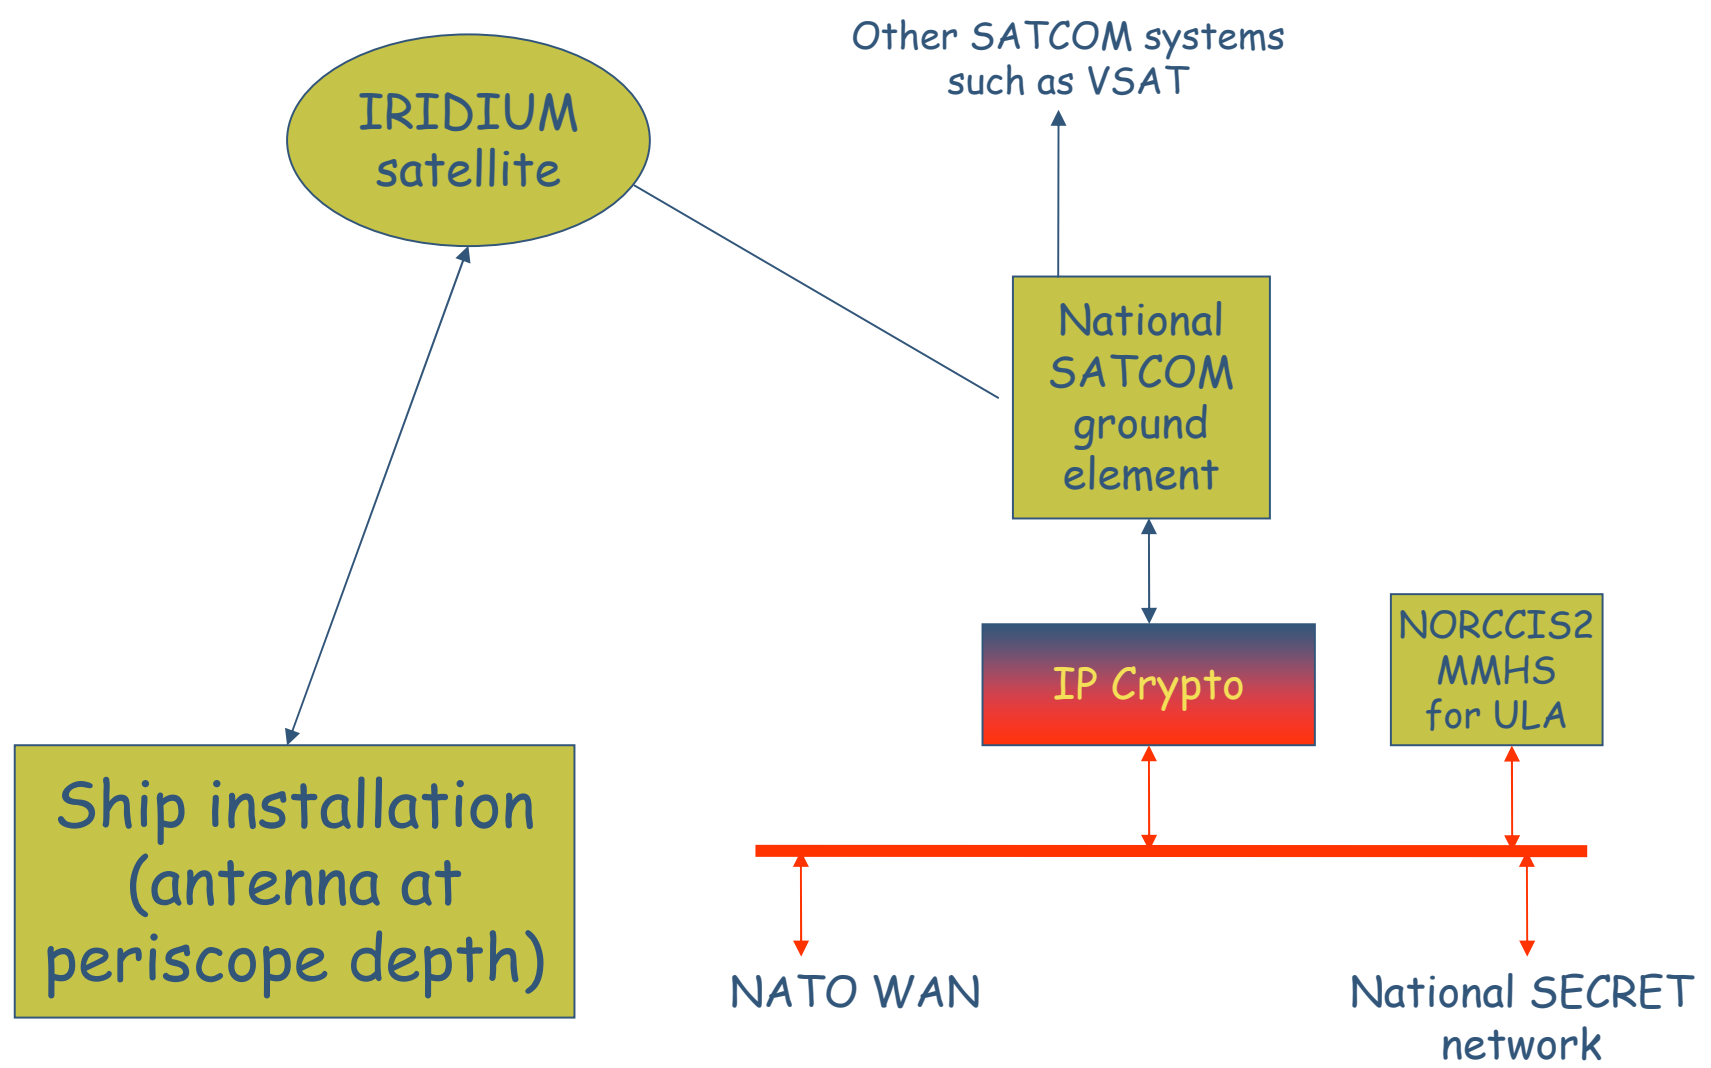 Other SATCOM systems
such as VSAT
IRIDIUM
satellite
National
SATCOM
ground
element
NORCCIS2
MMHS
for ULA
IP Crypto
Ship installation
(antenna at
periscope depth)
NATO WAN
National SECRET
network